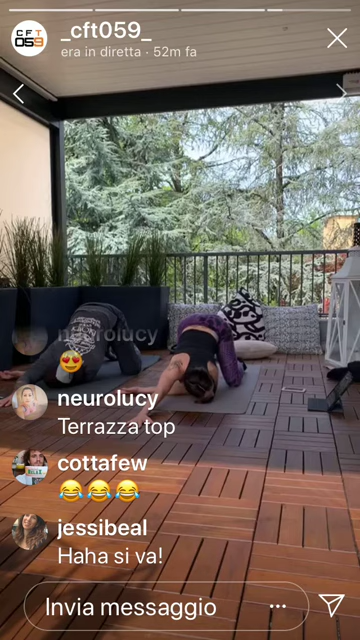 CFT
059
_cft059_
era in diretta · 52m fa
neurolucy
😍
neurolucy
Terrazza top
cottafew
😂😂😂
jessibeal
Haha si va!
Invia messaggio